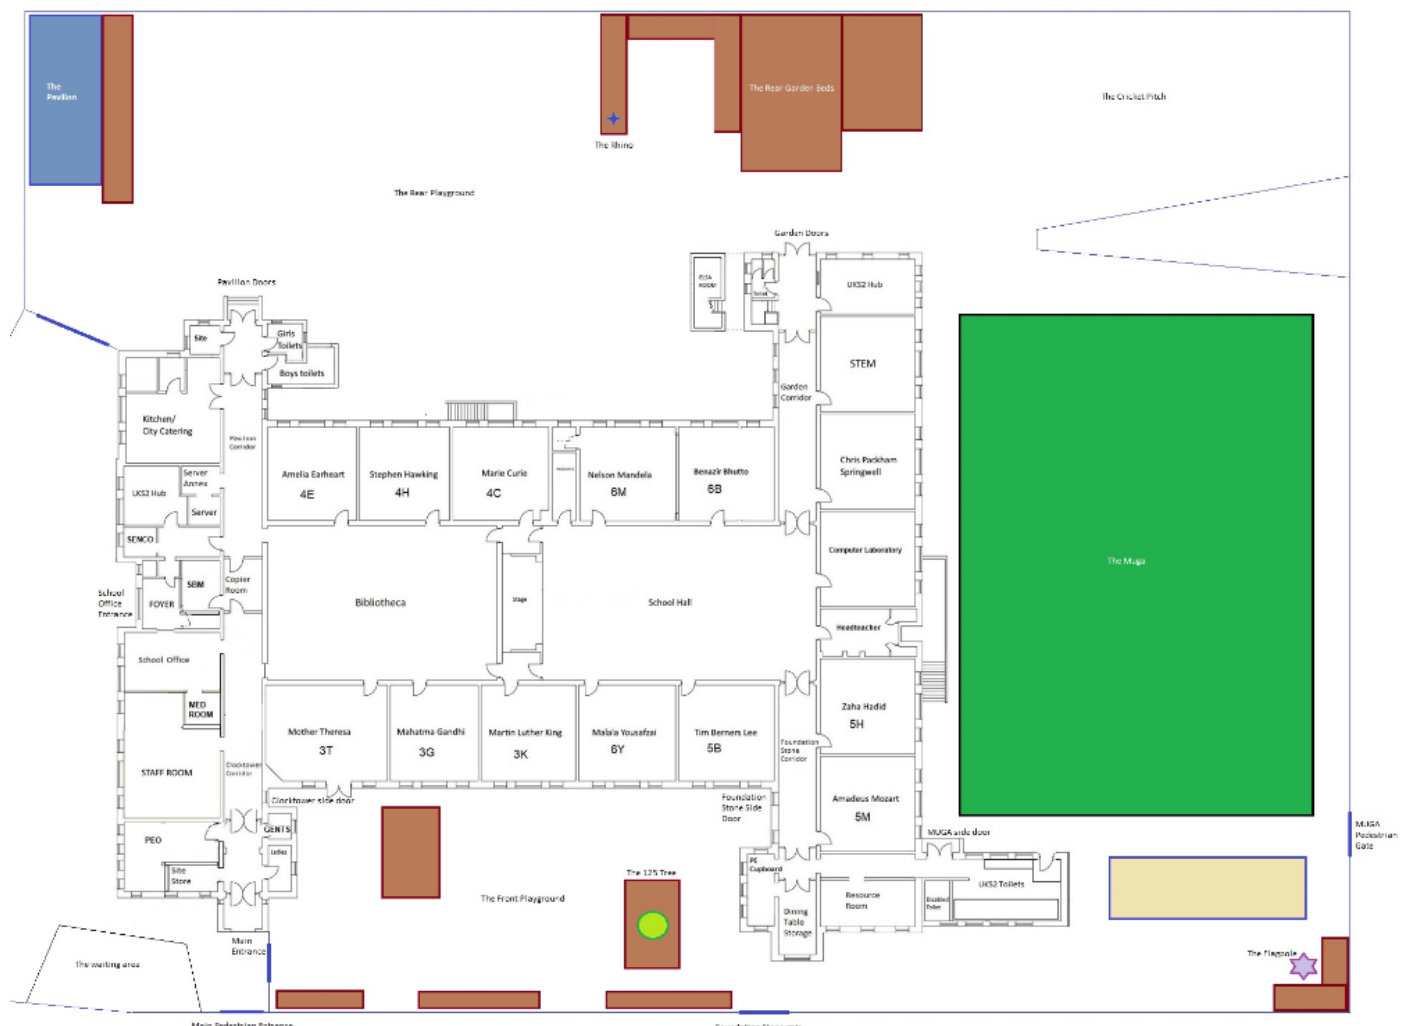 The
Pavilion
The Rear Garden Beds
The Cricket Pitch
The Rhino
The Rear Playground
Garden Doors
Pavilion Doors
ELSA
ROOM
Toilet
UKS2 Hub
Site
Girls
Toilets
Boys toilets
STEM
Garden
Corridor
Kitchen/
City Catering
Pavilion
Corridor
Amelia Earheart
4E
Stephen Hawking
4H
Marie Curie
4C
Nelson Mandela
6M
Benazir Bhutto
6B
Chris Packham
Springwell
Server
Annex
LKS2 Hub
Server
SENCO
Computer Laboratory
The Muga
School
Office
Entrance
SBM
FOYER
Copier
Room
Bibliotheca
Stage
School Hall
Headteacher
School Office
MED
ROOM
STAFF ROOM
Clocktower
Corridor
Mother Theresa
3T
Mahatma Gandhi
3G
Martin Luther King
3K
Malala Yousafzai
6Y
Tim Berners Lee
5B
Foundation
Stone
Corridor
Zaha Hadid
5H
Clocktower side door
Foundation
Stone Side
Door
Amadeus Mozart
5M
MUGA side door
MUGA
Pedestrian
Gate
PEO
GENTS
Ladies
Site
Store
The 125 Tree
The Front Playground
PE
Cupboard
Resource
Room
Disabled
Toilet
UKS2 Toilets
Dining
Table
Storage
Main
Entrance
The waiting area
The Flagpole
Main Pedestrian Entrance
Foundation Stone gate